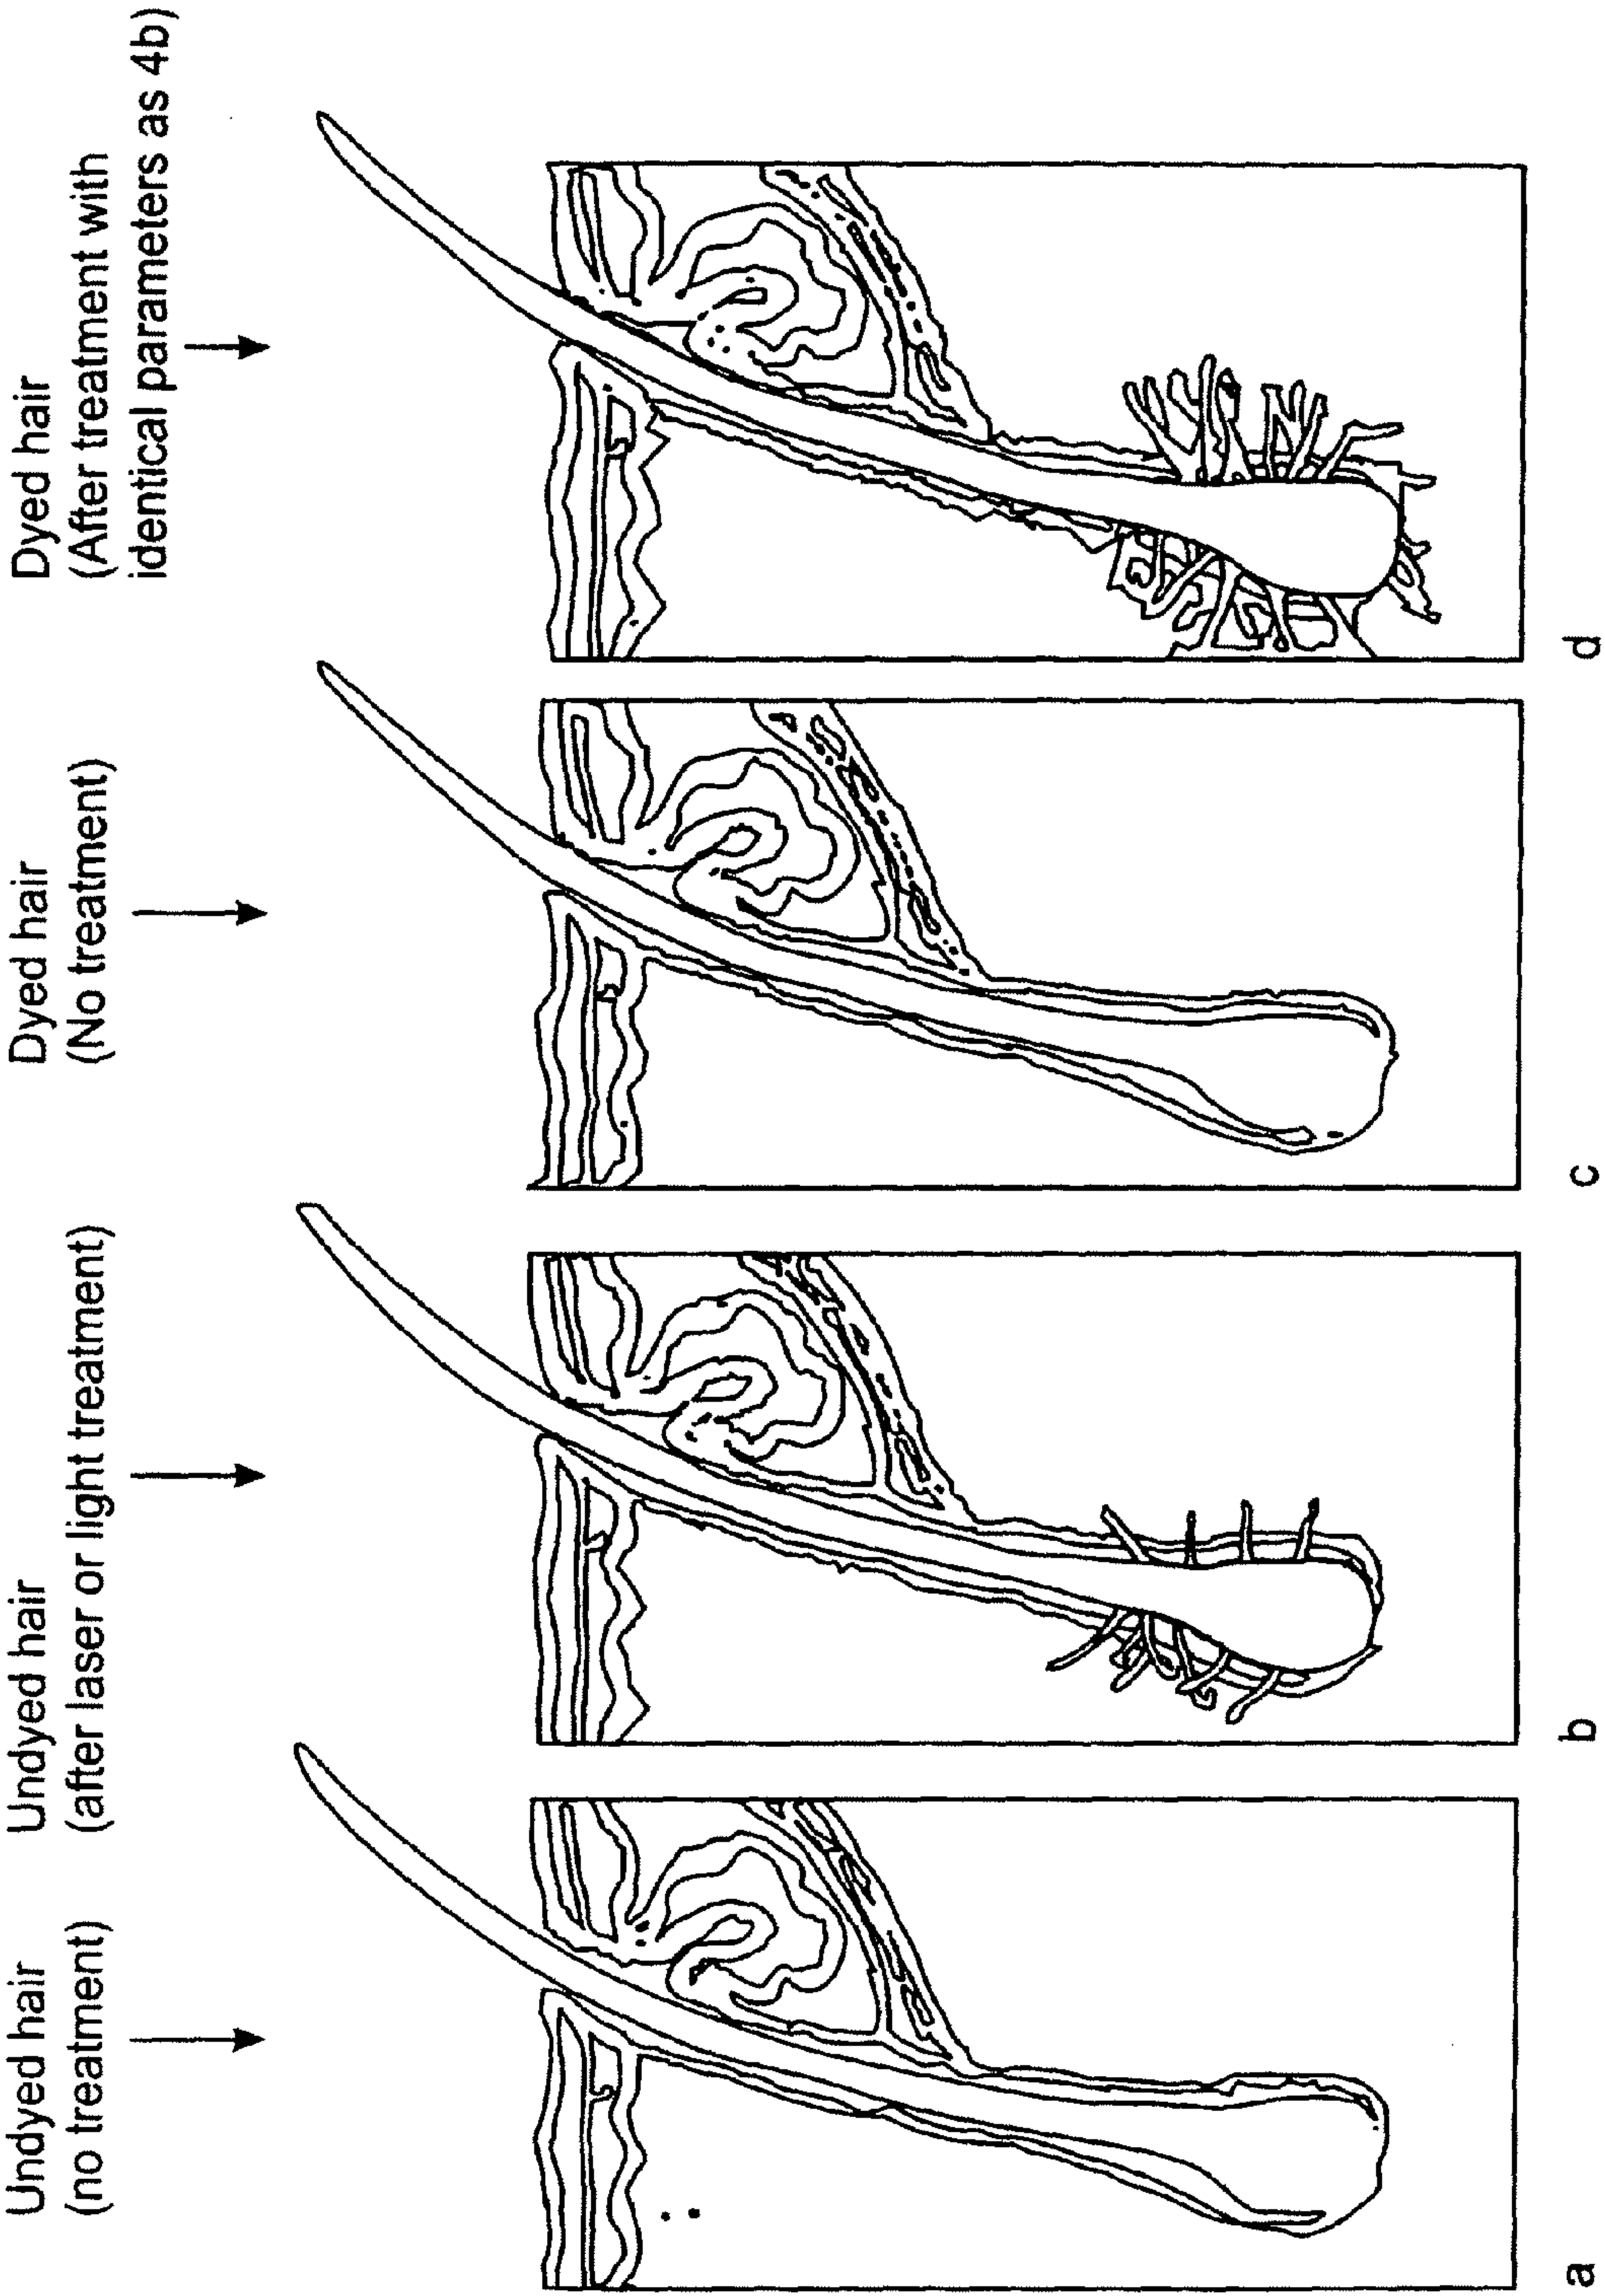 Undyed hair
(no treatment)
Undyed hair
(after laser or light treatment)
Dyed hair
(No treatment)
Dyed hair
(After treatment with
identical parameters as 4b)
a
b
c
d